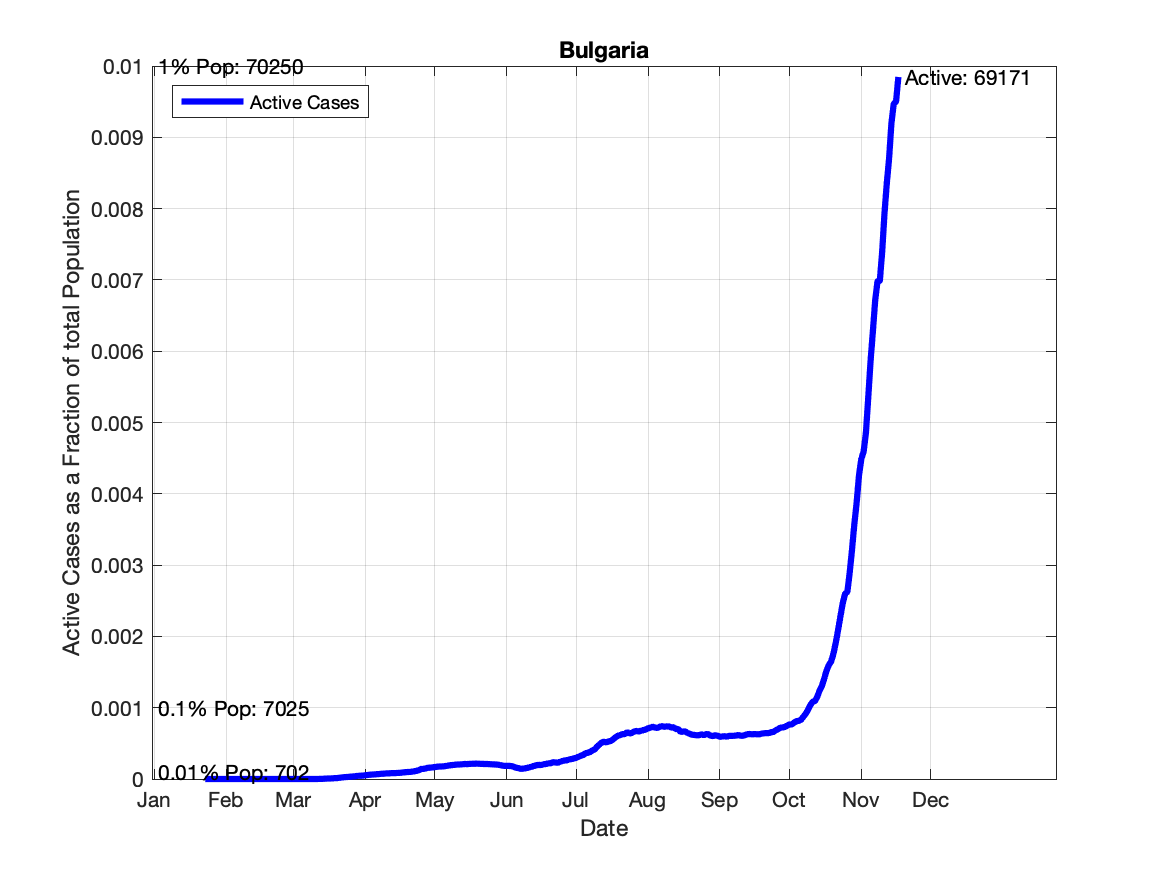 Bulgaria
0.01
1% Pop: 70250
Active: 69171
Active Cases
0.009
0.008
0.007
0.006
0.005
0.004
0.003
0.002
0.001
0.1% Pop: 7025
0
0.01% Pop: 702
Active Cases as a Fraction of total Population
Jan Feb Mar Apr May Jun Jul Aug Sep Oct Nov Dec
Date